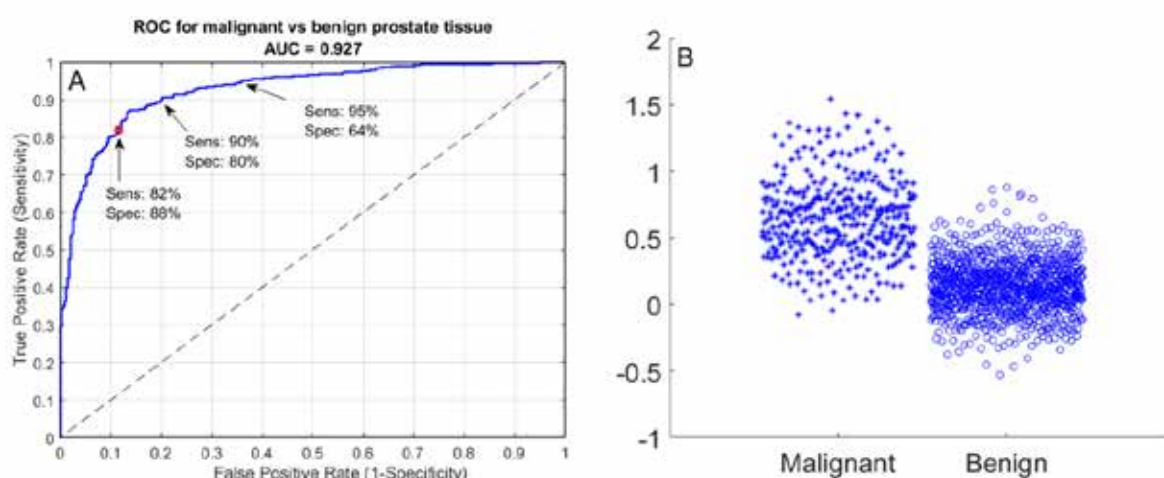 ROC for malignant vs benign prostate tissue
AUC = 0.927
A
1
0.9
0.8
0.7
0.6
0.5
0.4
0.3
0.2
0.1
0
True Positive Rate (Sensitivity)
Sens: 95%
Spec: 64%
Sens: 90%
Spec: 80%
Sens: 82%
Spec: 88%
0 0.1 0.2 0.3 0.4 0.5 0.6 0.7 0.8 0.9 1
False Positive Rate (1-Specificity)
B
2
1.5
1
0.5
0
-0.5
-1
Malignant Benign